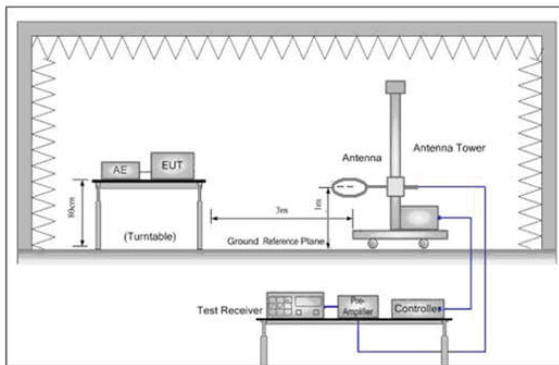 Antenna Tower
Antenna
EUT
AE
80cm
(Turntable)
3m
1m
Ground Reference Plane
Test Receiver
Pre-
Amplifier
Controller